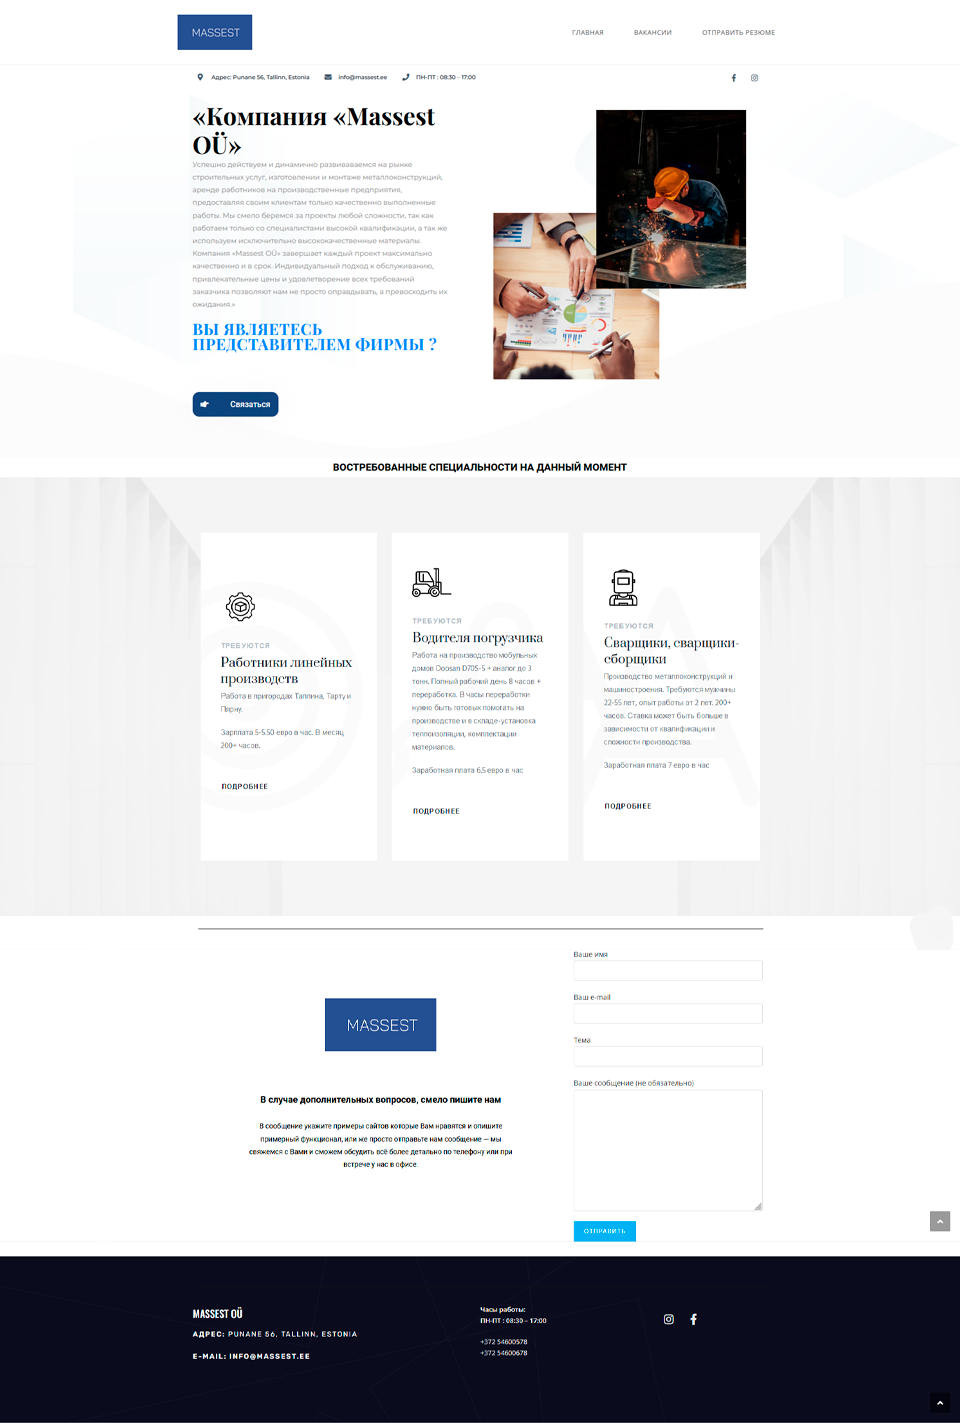 MASSEST
ГЛАВНАЯ
ВАКАНСИИ
ОТПРАВИТЬ РЕЗЮМЕ
Адрес: Punane 56, Tallinn, Estonia
info@massest.ee
ПН-ПТ : 08:30 – 17:00
«Компания «Massest
OÜ»
Успешно действуем и динамично развиваваемся на рынке
строительных услуг, изготовлении и монтаже металлоконструкций,
аренде работников на производственные предприятия,
предоставляя своим клиентам только качественно выполненные
работы. Мы смело беремся за проекты любой сложности, так как
работаем только со специалистами высокой квалификации, а так же
используем исключительно высококачественные материалы.
Компания «Massest OÜ» завершает каждый проект максимально
качественно и в срок. Индивидуальный подход к обслуживанию,
привлекательные цены и удовлетворение всех требований
заказчика позволяют нам не просто оправдывать, а превосходить их
ожидания.»
ВЫ ЯВЛЯЕТЕСЬ
ПРЕДСТАВИТЕЛЕМ ФИРМЫ ?
Связаться
ВОСТРЕБОВАННЫЕ СПЕЦИАЛЬНОСТИ НА ДАННЫЙ МОМЕНТ
ТРЕБУЮТСЯ
Работники линейных
производств
Работа в пригородах Таллина, Тарту и
Пярну.
Зарплата 5-5.50 евро в час. В месяц
200+ часов.
ПОДРОБНЕЕ
ТРЕБУЮТСЯ
Водителя погрузчика
Работа на производство мобульных
домов Doosan D70S-5 + аналог до 3
тонн. Полный рабочий день 8 часов +
переработка. В часы переработки
нужно быть готовых помогать на
производстве и в складе-установка
теплоизоляции, комплектации
материалов.
Заработная плата 6.5 евро в час
ПОДРОБНЕЕ
ТРЕБУЮТСЯ
Сварщики, сварщики-
сборщики
Производство металлоконструкций и
машиностроения. Требуются мужчины
22-55 лет, опыт работы от 2 лет. 200+
часов. Ставка может быть больше в
зависимости от квалификации и
сложности производства.
Заработная плата 7 евро в час
ПОДРОБНЕЕ
MASSEST
В случае дополнительных вопросов, смело пишите нам
В сообщение укажите примеры сайтов которые Вам нравятся и опишите
примерный функционал, или же просто отправьте нам сообщение — мы
свяжемся с Вами и сможем обсудить всё более детально по телефону или при
встрече у нас в офисе.
Ваше имя
Ваш e-mail
Тема
Ваше сообщение (не обязательно)
ОТПРАВИТЬ
MASSEST OÜ
АДРЕС: PUNANE 56, TALLINN, ESTONIA
E-MAIL: INFO@MASSEST.EE
Часы работы:
ПН-ПТ : 08:30 – 17:00
+372 54600578
+372 54600678